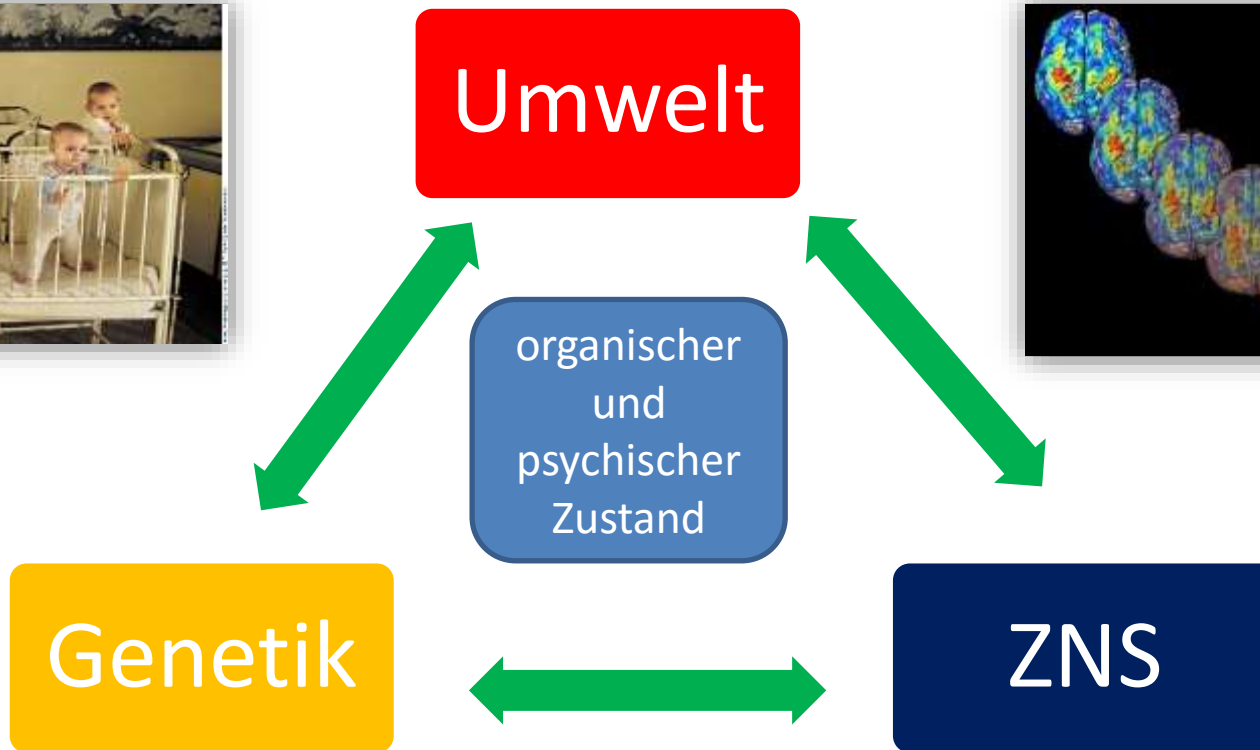 Umwelt
organischer
und
psychischer
Zustand
Genetik
ZNS